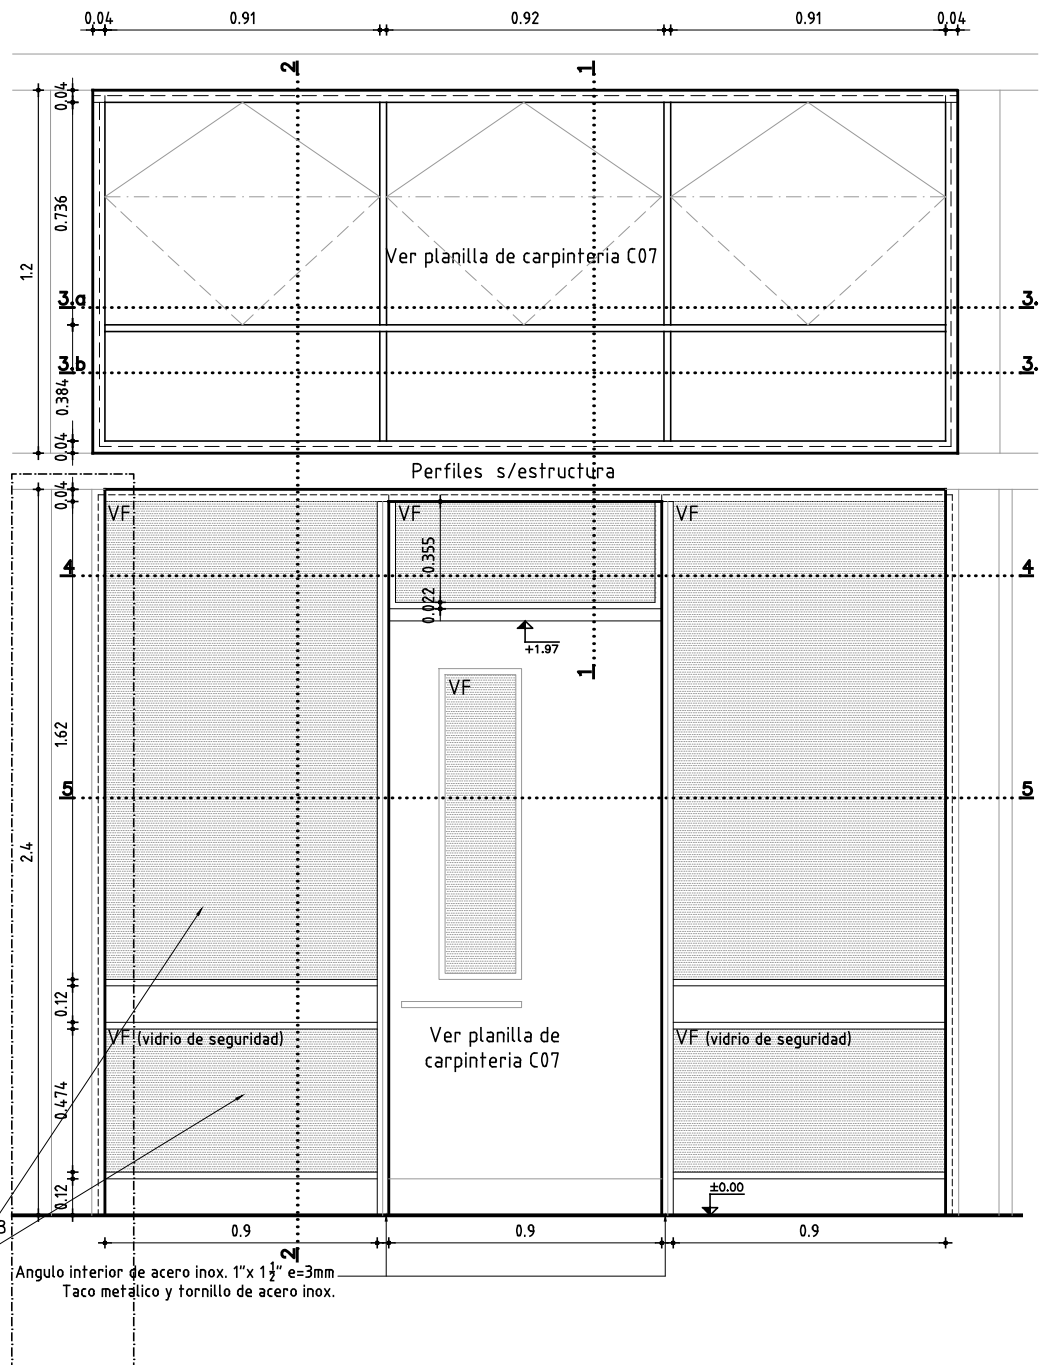 0.04
0.91
0.92
0.91
0.04
2
1
0.04
0.736
1.2
Ver planilla de carpinteria C07
3.a
3.
3.b
3.
0.384
0.04
Perfiles s/estructura
0.04
VF
VF
VF
0.355
4
4
0.022
+1.97
1
VF
1.62
5
5
2.4
0.12
VF (vidrio de seguridad)
Ver planilla de
carpinteria C07
VF (vidrio de seguridad)
0.474
0.12
±0.00
0.9
0.9
0.9
2
Angulo interior de acero inox. 1"x 1½" e=3mm
Taco metalico y tornillo de acero inox.